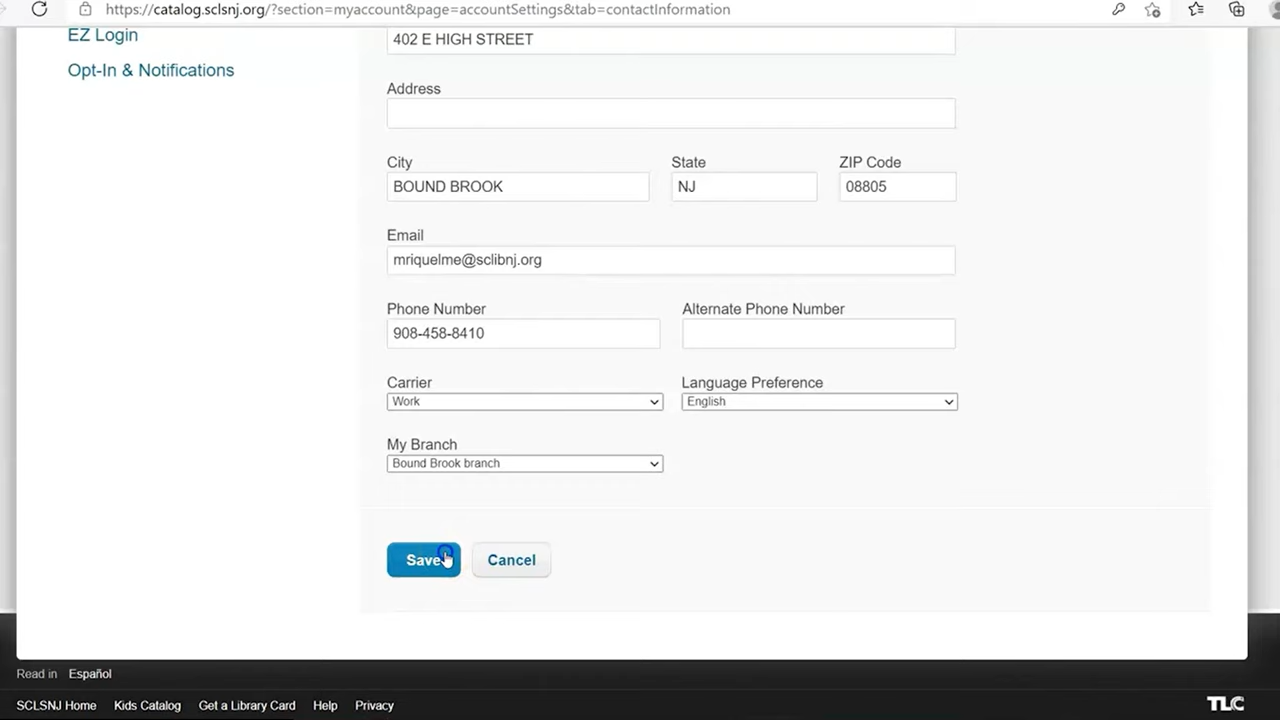 https://catalog.sclsnj.org/?section=myaccount&page=accountSettings&tab=contactInformation
EZ Login
Opt-In & Notifications
402 E HIGH STREET
Address
City State ZIP Code
BOUND BROOK NJ 08805
Email
mriquelme@sclibnj.org
Phone Number Alternate Phone Number
908-458-8410
Carrier Language Preference
Work English
My Branch
Bound Brook branch
Save Cancel
Read in Español
SCLSNJ Home Kids Catalog Get a Library Card Help Privacy TLC